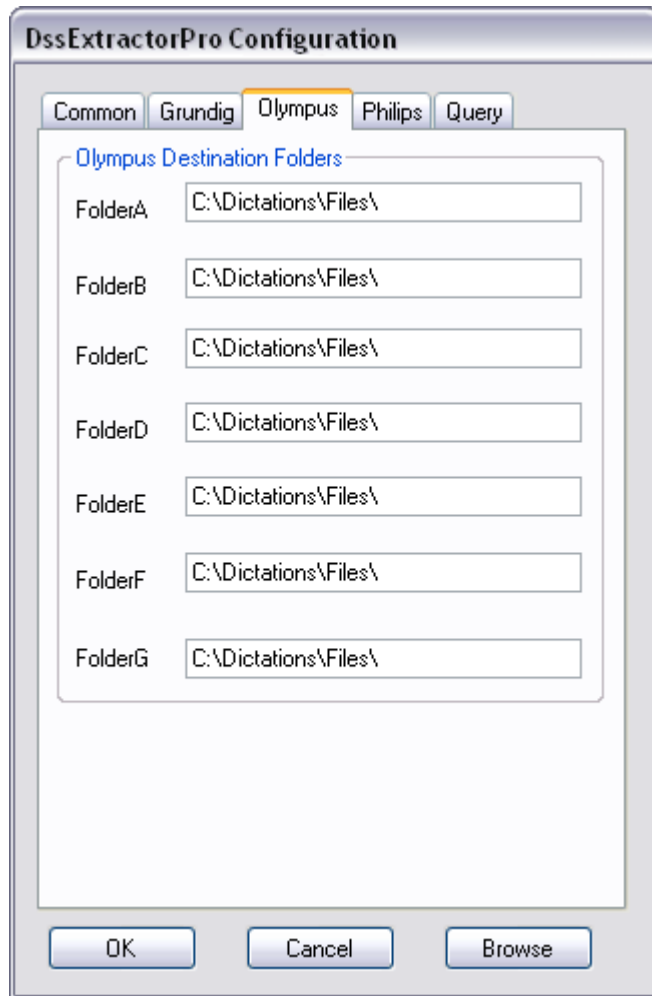 DssExtractorPro Configuration
Common Grundig Olympus Philips Query
Olympus Destination Folders
FolderA C:\Dictations\Files\
FolderB C:\Dictations\Files\
FolderC C:\Dictations\Files\
FolderD C:\Dictations\Files\
FolderE C:\Dictations\Files\
FolderF C:\Dictations\Files\
FolderG C:\Dictations\Files\
OK Cancel Browse